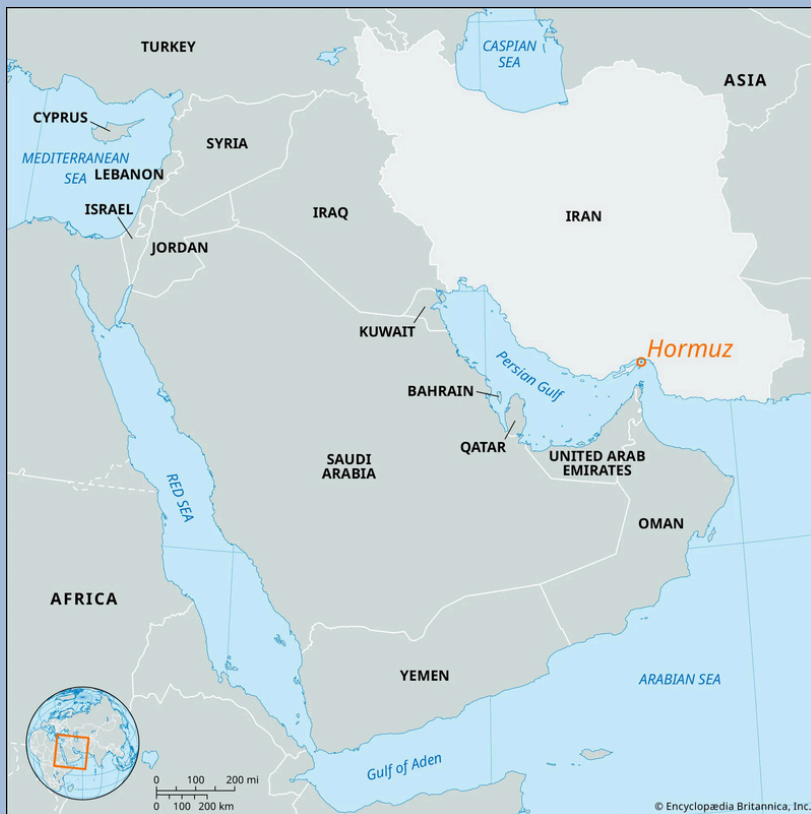 TURKEY
CASPIAN
SEA
ASIA
CYPRUS
SYRIA
MEDITERRANEAN
SEA
LEBANON
ISRAEL
IRAQ
IRAN
JORDAN
KUWAIT
Hormuz
Persian Gulf
BAHRAIN
QATAR
UNITED ARAB
EMIRATES
SAUDI
ARABIA
RED SEA
OMAN
AFRICA
YEMEN
ARABIAN SEA
Gulf of Aden
0 100 200 mi
0 100 200 km
© Encyclopædia Britannica, Inc.